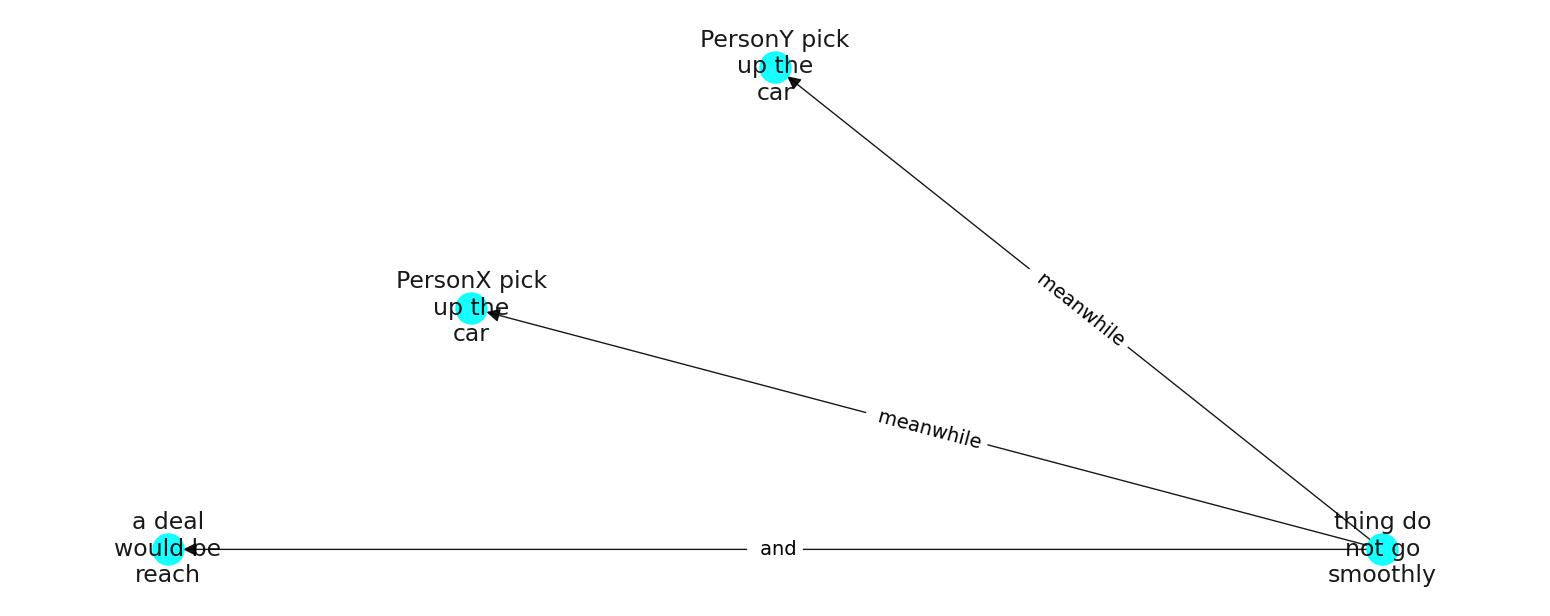 PersonY pick
up the
car
PersonX pick
up the
car
meanwhile
meanwhile
a deal
would be
reach
and
thing do
not go
smoothly